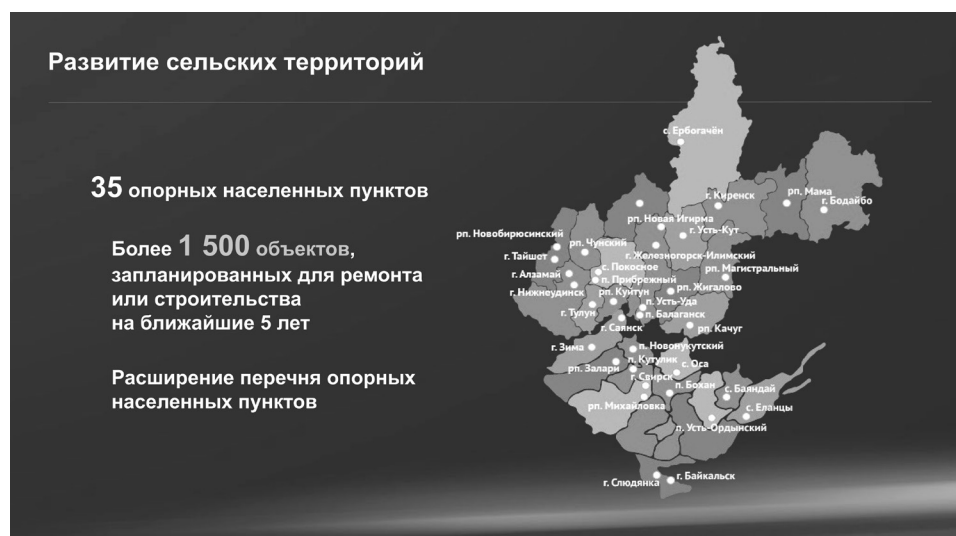 Развитие сельских территорий
35 опорных населенных пунктов
Более 1 500 объектов,
запланированных для ремонта
или строительства
на ближайшие 5 лет
Расширение перечня опорных
населенных пунктов
с. Ербогачён
г. Киренск
рп. Мама
г. Бодайбо
рп. Новая Игирма
г. Усть-Кут
рп. Новобирюсинский
рп. Чунский
г. Тайшет
г. Железногорск-Илимский
с. Покосное
рп. Магистральный
г. Алзамай
п. Прибрежный
г. Нижнеудинск
рп. Куйтун
рп. Жигалово
п. Усть-Уда
г. Тулун
п. Балаганск
г. Саянск
рп. Качуг
г. Зима
п. Новонукутский
п. Кутулик
рп. Залари
с. Оса
г. Свирск
п. Бохан
с. Баяндай
рп. Михайловка
с. Еланцы
п. Усть-Ордынский
г. Слюдянка
г. Байкальск